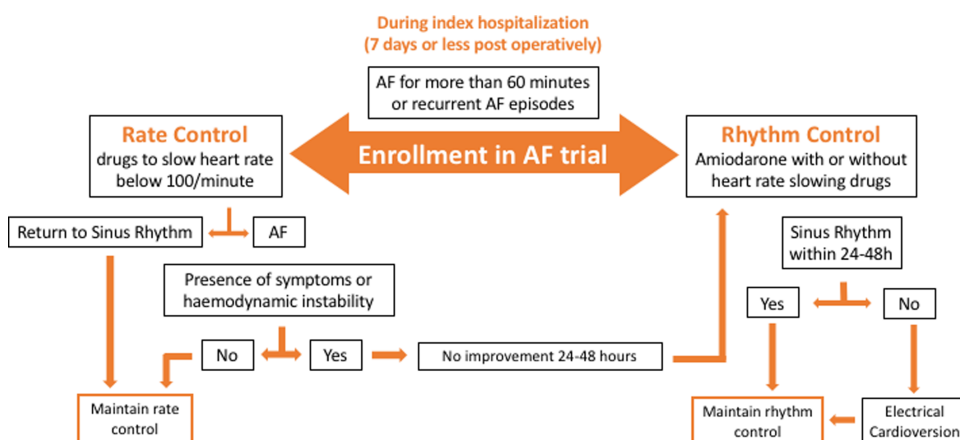 During index hospitalization
(7 days or less post operatively)
AF for more than 60 minutes
or recurrent AF episodes
Rate Control
drugs to slow heart rate
below 100/minute
Enrollment in AF trial
Rhythm Control
Amiodarone with or without
heart rate slowing drugs
Return to Sinus Rhythm
AF
Sinus Rhythm
within 24-48h
Presence of symptoms or
haemodynamic instability
Yes
No
No
Yes
No improvement 24-48 hours
Maintain rate
control
Maintain rhythm
control
Electrical
Cardioversion